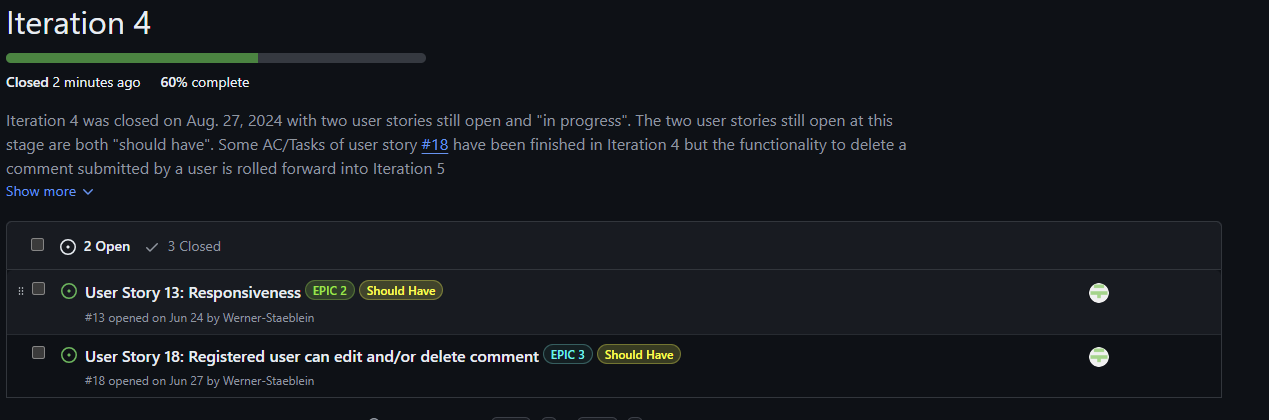 Iteration 4
Closed 2 minutes ago 60% complete
Iteration 4 was closed on Aug. 27, 2024 with two user stories still open and "in progress". The two user stories still open at this
stage are both "should have". Some AC/Tasks of user story #18 have been finished in Iteration 4 but the functionality to delete a
comment submitted by a user is rolled forward into Iteration 5
Show more
2 Open 3 Closed
User Story 13: Responsiveness EPIC 2 Should Have
#13 opened on Jun 24 by Werner-Staeblein
User Story 18: Registered user can edit and/or delete comment EPIC 3 Should Have
#18 opened on Jun 27 by Werner-Staeblein